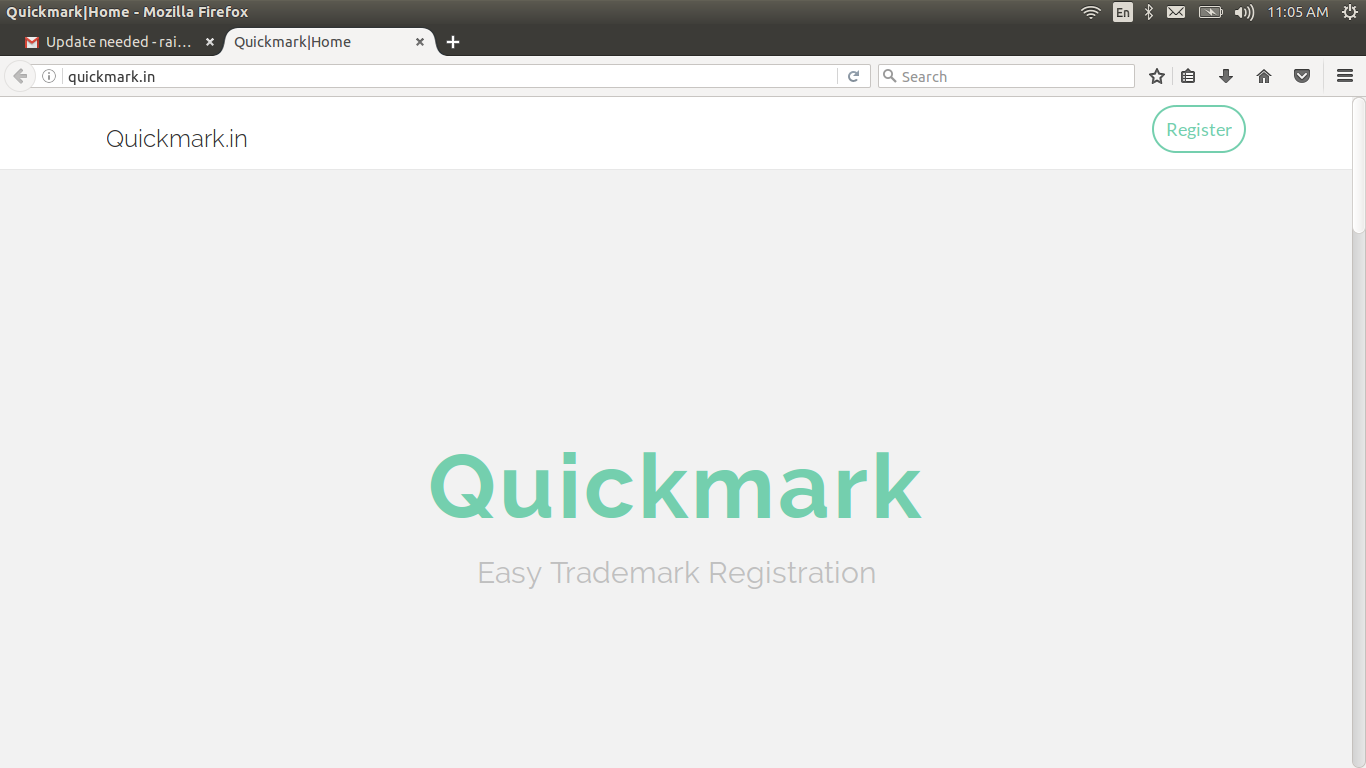 Quickmark|Home - Mozilla Firefox
En
11:05 AM
Update needed - rai...
Quickmark|Home
quickmark.in
Search
Quickmark.in
Register
Quickmark
Easy Trademark Registration